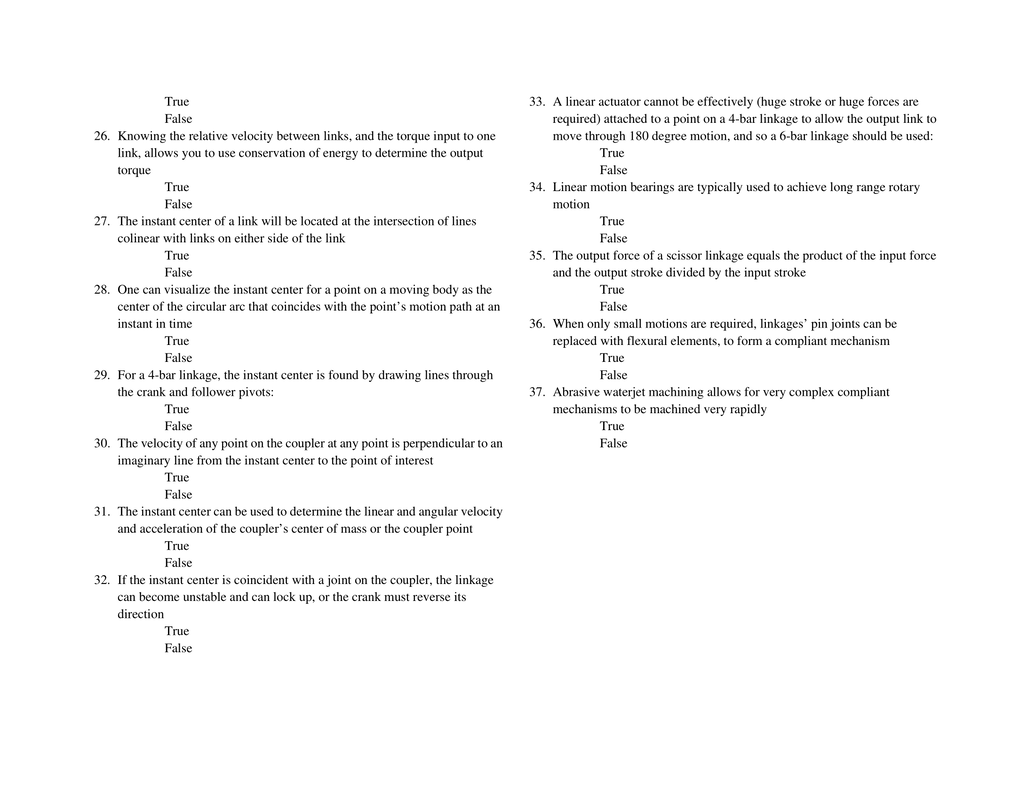 True
False
26. Knowing the relative velocity between links, and the torque input to one
link, allows you to use conservation of energy to determine the output
torque
True
False
27. The instant center of a link will be located at the intersection of lines
colinear with links on either side of the link
True
False
28. One can visualize the instant center for a point on a moving body as the
center of the circular arc that coincides with the point’s motion path at an
instant in time
True
False
29. For a 4-bar linkage, the instant center is found by drawing lines through
the crank and follower pivots:
True
False
30. The velocity of any point on the coupler at any point is perpendicular to an
imaginary line from the instant center to the point of interest
True
False
31. The instant center can be used to determine the linear and angular velocity
and acceleration of the coupler’s center of mass or the coupler point
True
False
32. If the instant center is coincident with a joint on the coupler, the linkage
can become unstable and can lock up, or the crank must reverse its
direction
True
False
33. A linear actuator cannot be effectively (huge stroke or huge forces are
required) attached to a point on a 4-bar linkage to allow the output link to
move through 180 degree motion, and so a 6-bar linkage should be used:
True
False
34. Linear motion bearings are typically used to achieve long range rotary
motion
True
False
35. The output force of a scissor linkage equals the product of the input force
and the output stroke divided by the input stroke
True
False
36. When only small motions are required, linkages’ pin joints can be
replaced with flexural elements, to form a compliant mechanism
True
False
37. Abrasive waterjet machining allows for very complex compliant
mechanisms to be machined very rapidly
True
False